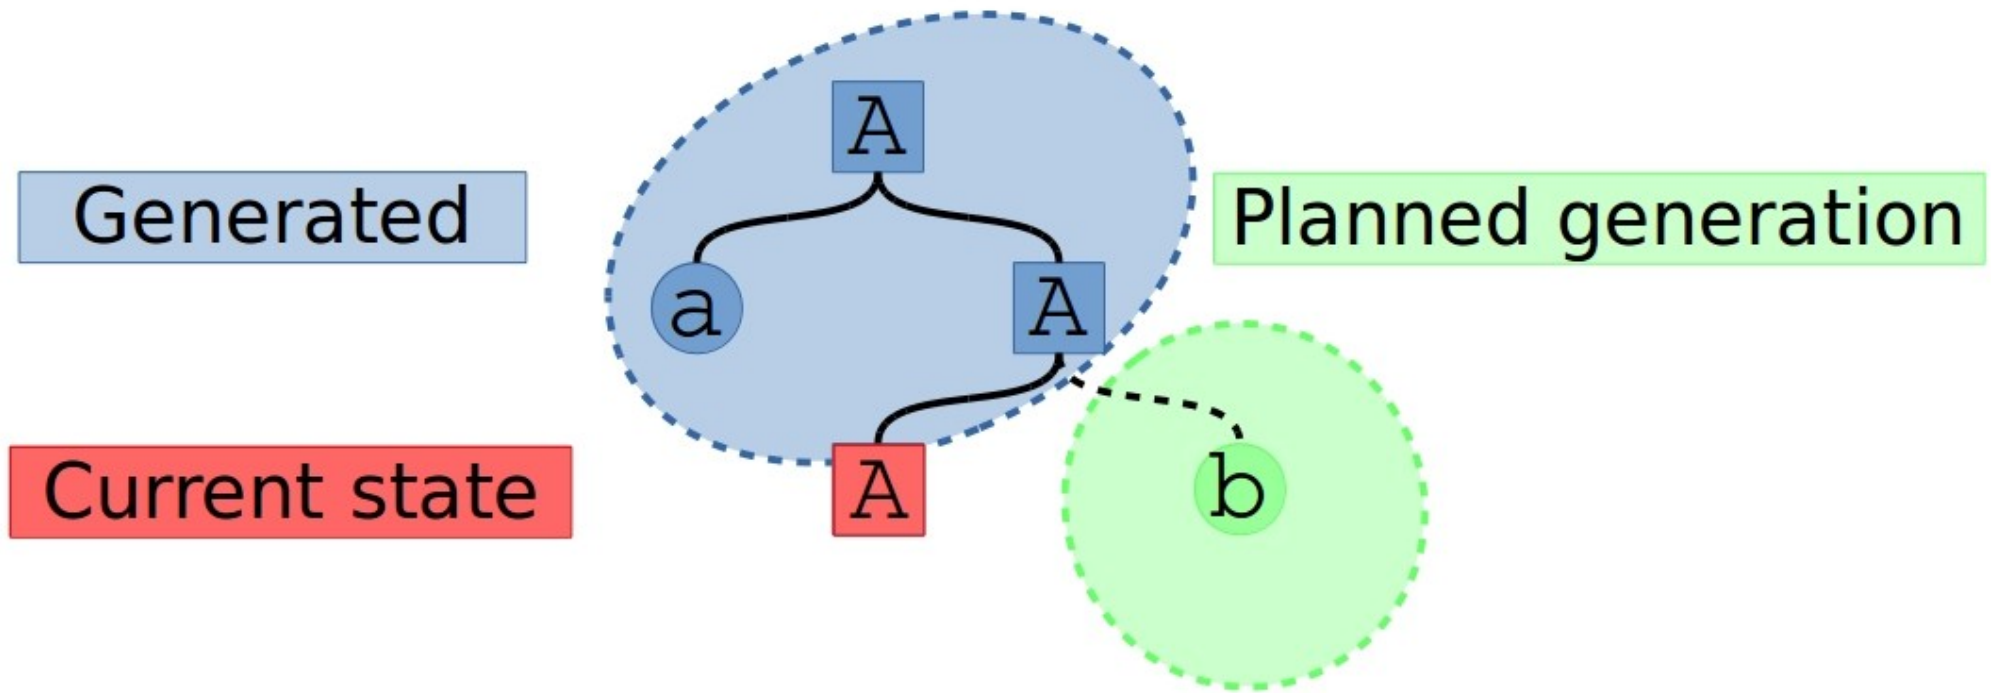 A
Generated
Planned generation
a
A
Current state
A
b